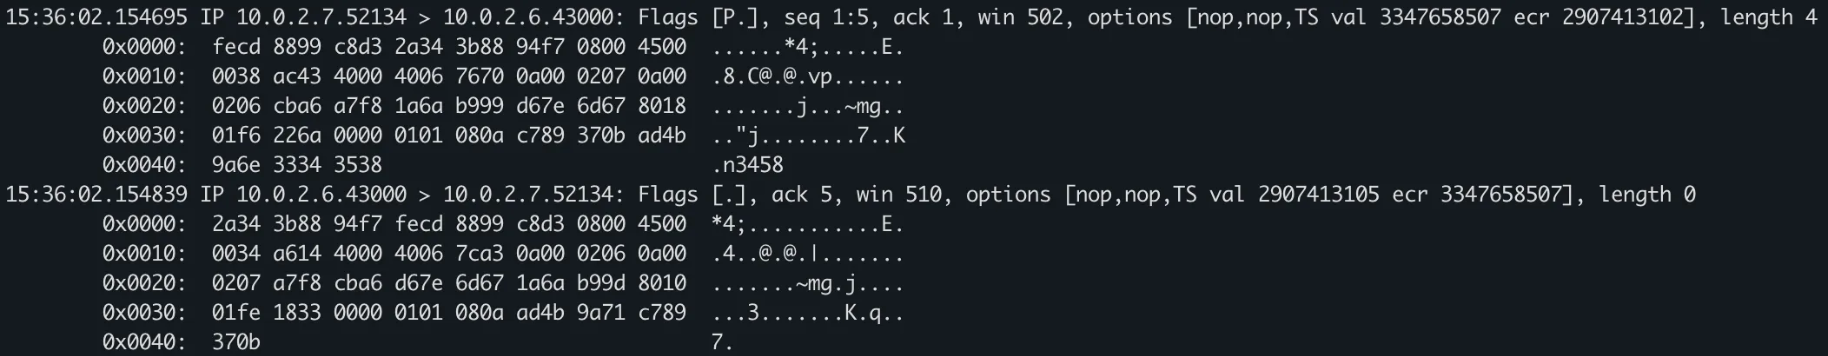 15:36:02.154695 IP 10.0.2.7.52134 > 10.0.2.6.43000: Flags [P.], seq 1:5, ack 1, win 502, options [nop,nop,TS val 3347658507 ecr 2907413102], length 4
0x0000: fecd 8899 c8d3 2a34 3b88 94f7 0800 4500 ......*4;.....E.
0x0010: 0038 ac43 4000 4006 7670 0a00 0207 0a00 .8.C@.@.vp......
0x0020: 0206 cba6 a7f8 1a6a b999 d67e 6d67 8018 .......j...~mg..
0x0030: 01f6 226a 0000 0101 080a c789 370b ad4b .."j........7..K
0x0040: 9a6e 3334 3538 .n3458
15:36:02.154839 IP 10.0.2.6.43000 > 10.0.2.7.52134: Flags [.], ack 5, win 510, options [nop,nop,TS val 2907413105 ecr 3347658507], length 0
0x0000: 2a34 3b88 94f7 fecd 8899 c8d3 0800 4500 *4;...........E.
0x0010: 0034 a614 4000 4006 7ca3 0a00 0206 0a00 .4..@.@.|.......
0x0020: 0207 a7f8 cba6 d67e 6d67 1a6a b99d 8010 .......~mg.j....
0x0030: 01fe 1833 0000 0101 080a ad4b 9a71 c789 ...3.......K.q..
0x0040: 370b 7.